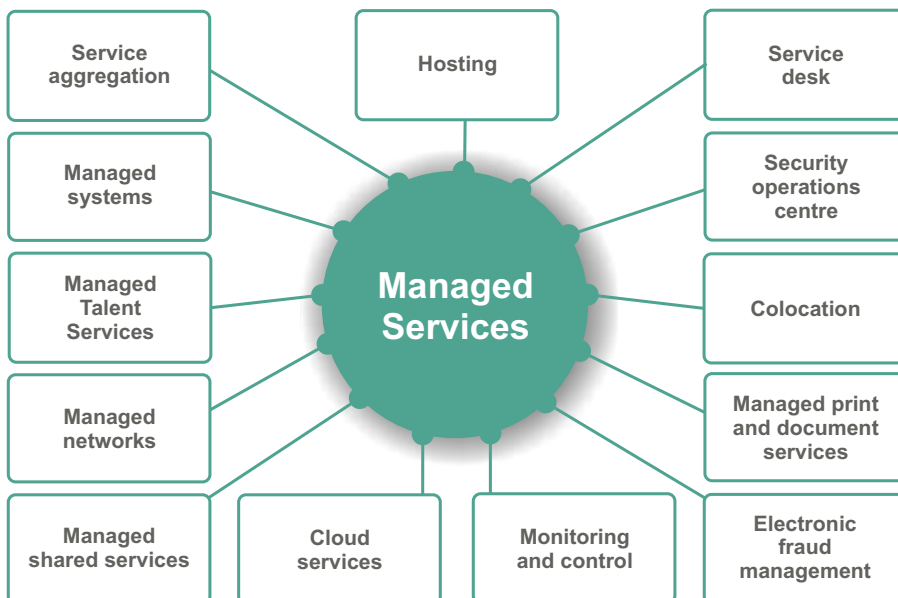 Service
aggregation
Hosting
Service
desk
Managed
systems
Security
operations
centre
Managed
Services
Managed
Talent
Services
Colocation
Managed
networks
Managed print
and document
services
Managed
shared services
Cloud
services
Monitoring
and control
Electronic
fraud
management